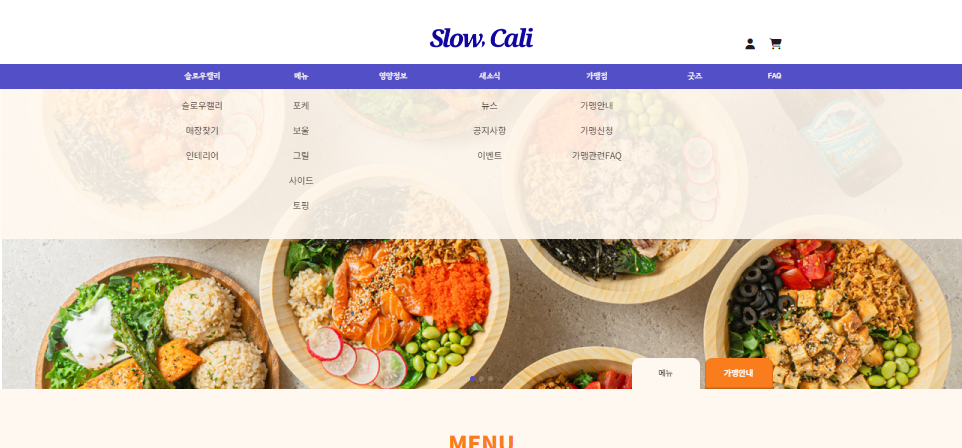 Slow, Cali
슬로우캘리 메뉴 영양정보 새소식 가맹점 굿즈 FAQ
슬로우캘리 포케 뉴스 가맹안내
매장찾기 보울 공지사항 가맹신청
인테리어 그릴 이벤트 가맹관련FAQ
사이드
토핑
메뉴 가맹안내
MENU